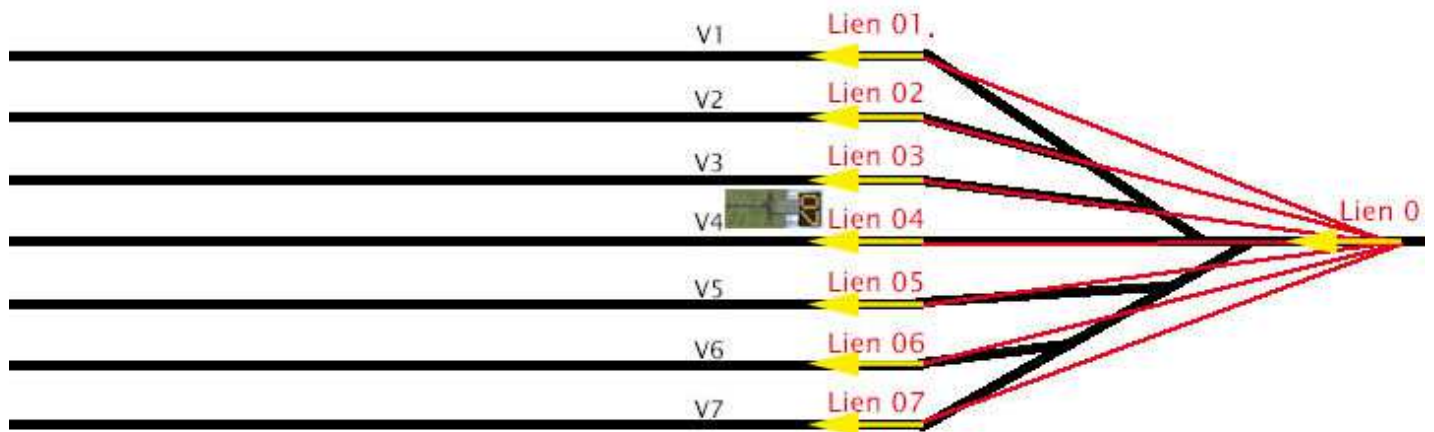 V1
Lien 01.
V2
Lien 02
V3
Lien 03
V4
Lien 04
Lien 0
V5
Lien 05
V6
Lien 06
V7
Lien 07